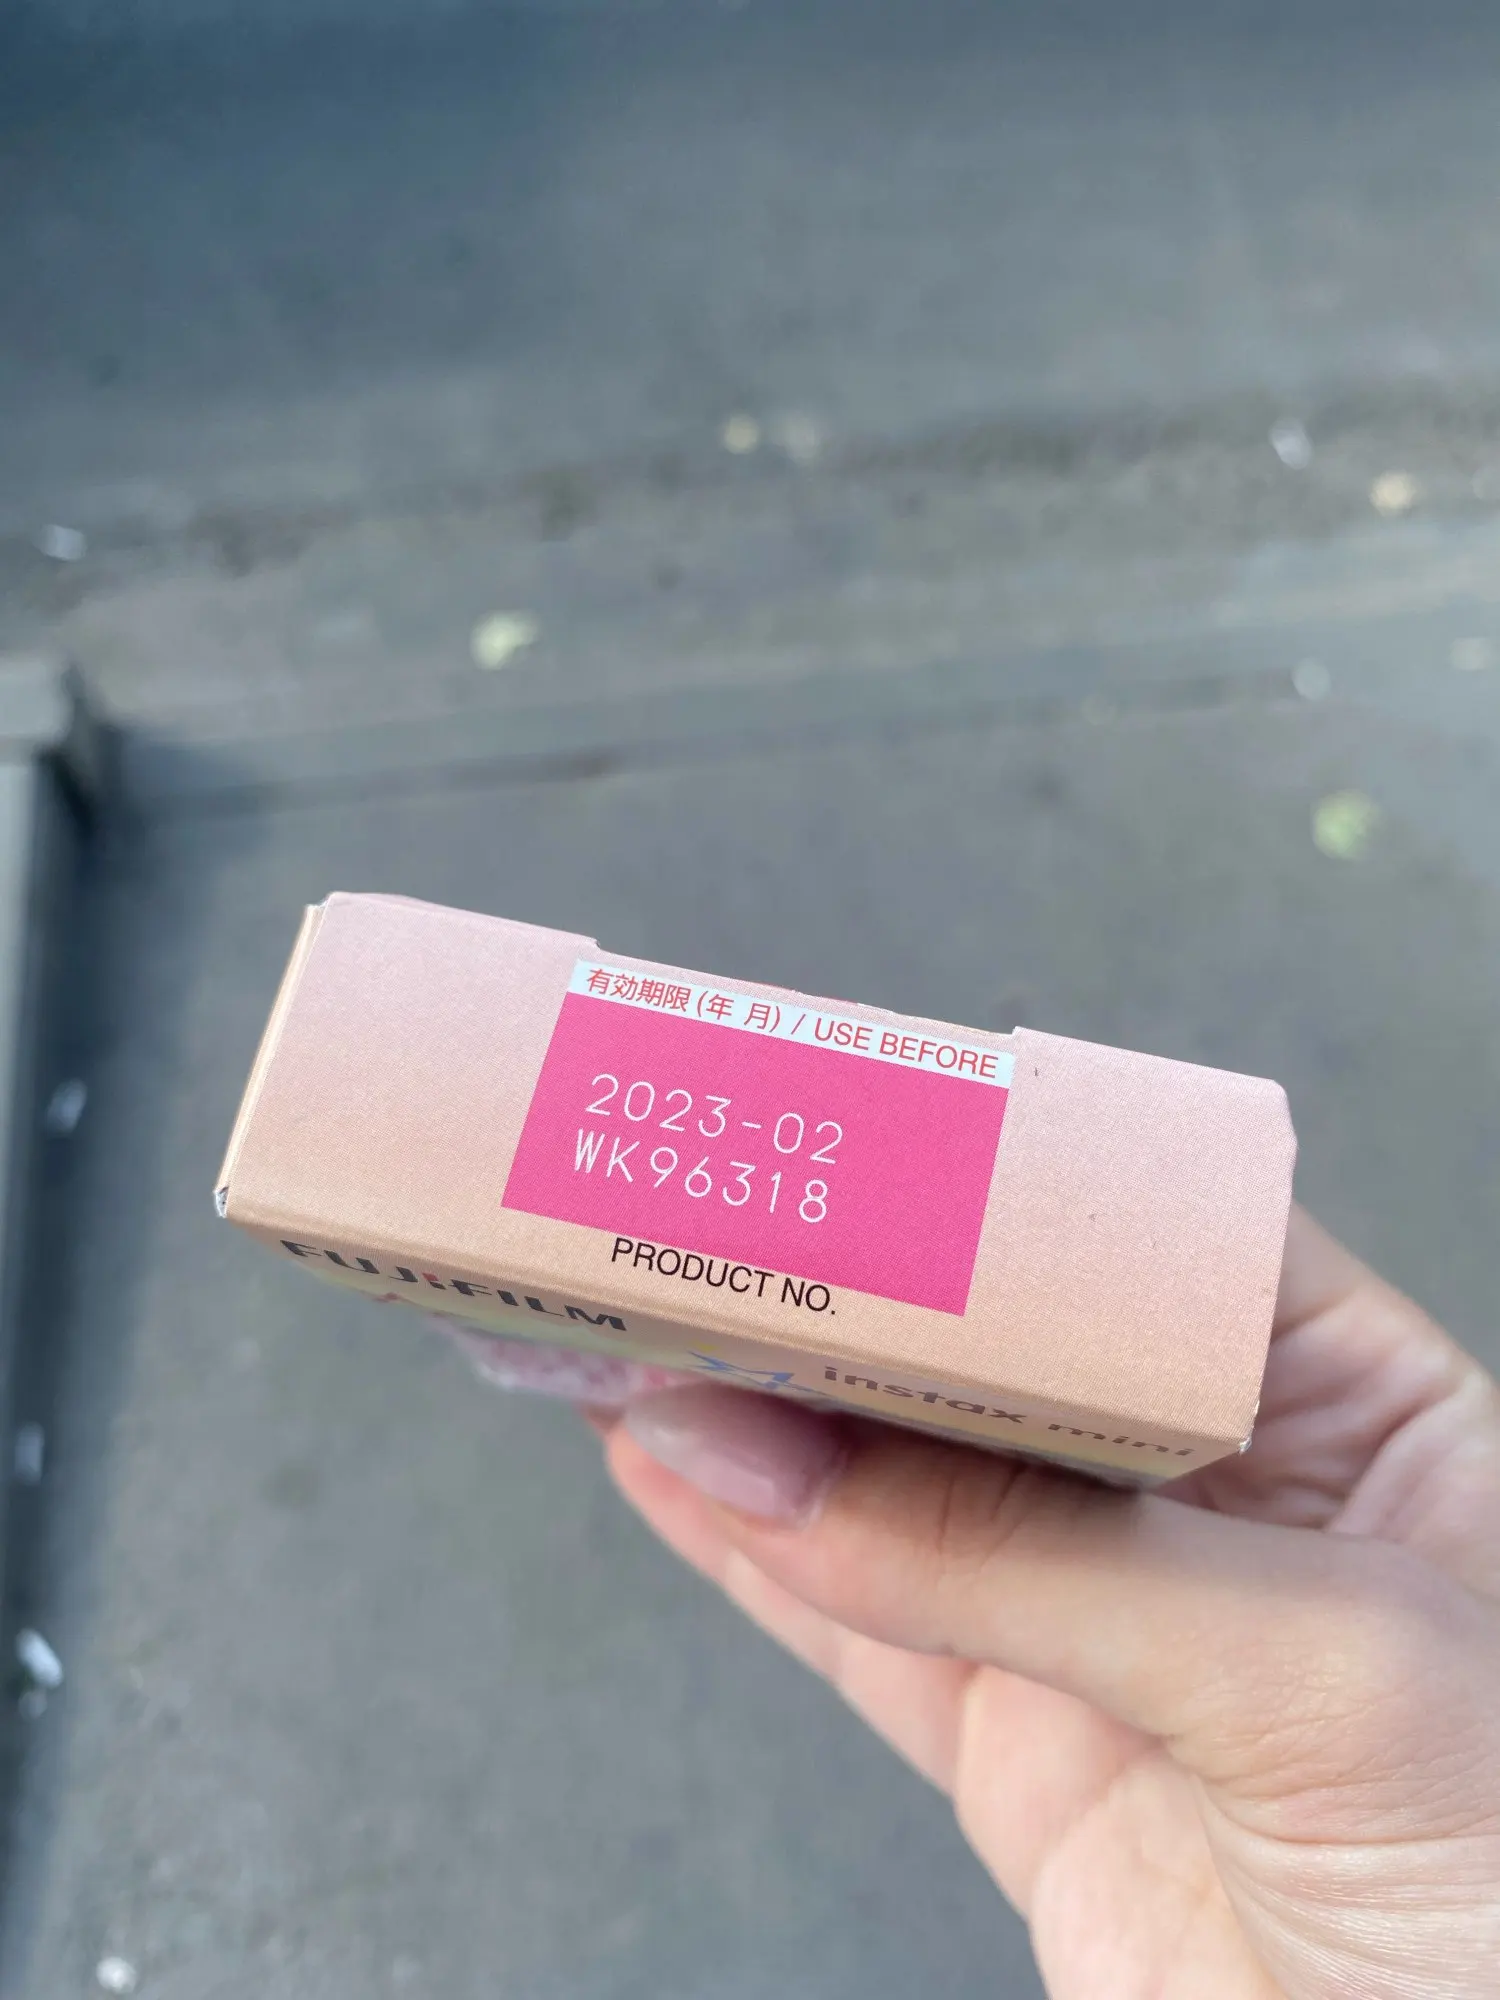 有効期限 (年 月) / USE BEFORE
2023-02
WK96318
PRODUCT NO.
FUJIFILM
instax mini